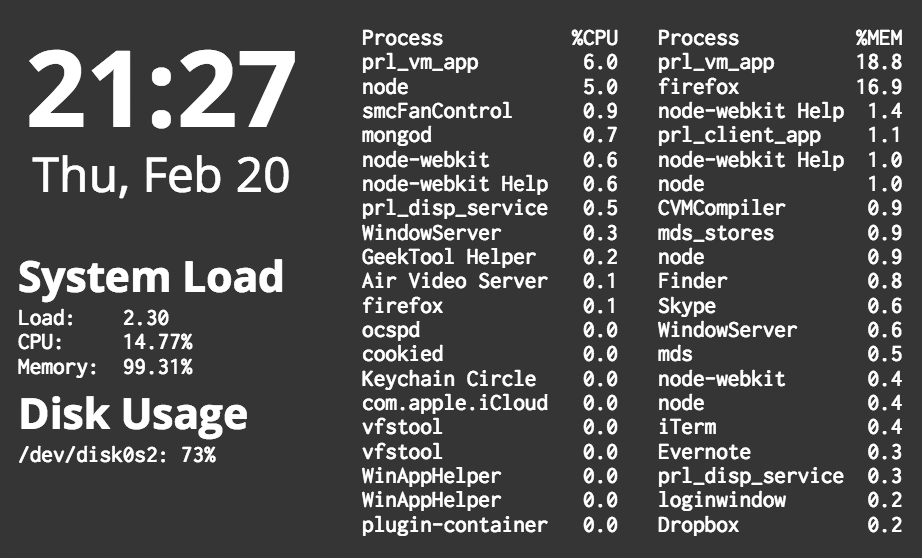 21:27
Thu, Feb 20
System Load
Load: 2.30
CPU: 14.77%
Memory: 99.31%
Disk Usage
/dev/disk0s2: 73%
Process %CPU
prl_vm_app 6.0
node 5.0
smcFanControl 0.9
mongod 0.7
node-webkit 0.6
node-webkit Help 0.6
prl_disp_service 0.5
WindowServer 0.3
GeekTool Helper 0.2
Air Video Server 0.1
firefox 0.1
ocspd 0.0
cookied 0.0
Keychain Circle 0.0
com.apple.iCloud 0.0
vfstool 0.0
vfstool 0.0
WinAppHelper 0.0
WinAppHelper 0.0
plugin-container 0.0
Process %MEM
prl_vm_app 18.8
firefox 16.9
node-webkit Help 1.4
prl_client_app 1.1
node-webkit Help 1.0
node 1.0
CVMCompiler 0.9
mds_stores 0.9
node 0.9
Finder 0.8
Skype 0.6
WindowServer 0.6
mds 0.5
node-webkit 0.4
node 0.4
iTerm 0.4
Evernote 0.3
prl_disp_service 0.3
loginwindow 0.2
Dropbox 0.2